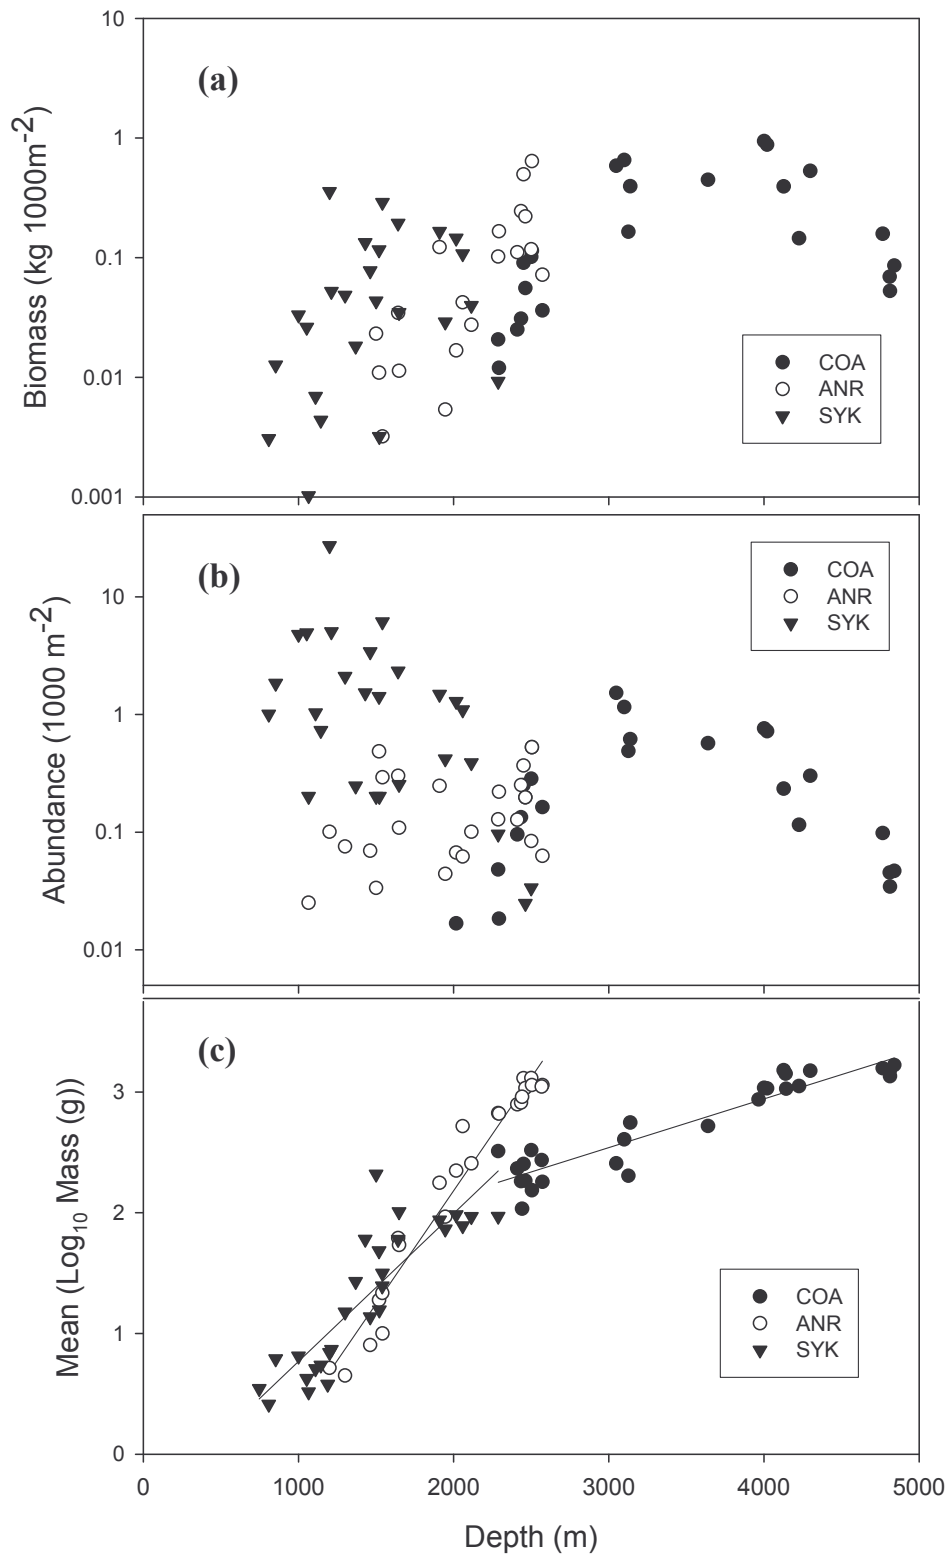 (a)
Biomass (kg 1000m⁻²)
10
1
0.1
0.01
0.001
COA
ANR
SYK
(b)
Abundance (1000 m⁻²)
10
1
0.1
0.01
COA
ANR
SYK
(c)
Mean (Log₁₀ Mass (g))
3
2
1
0
COA
ANR
SYK
0 1000 2000 3000 4000 5000
Depth (m)